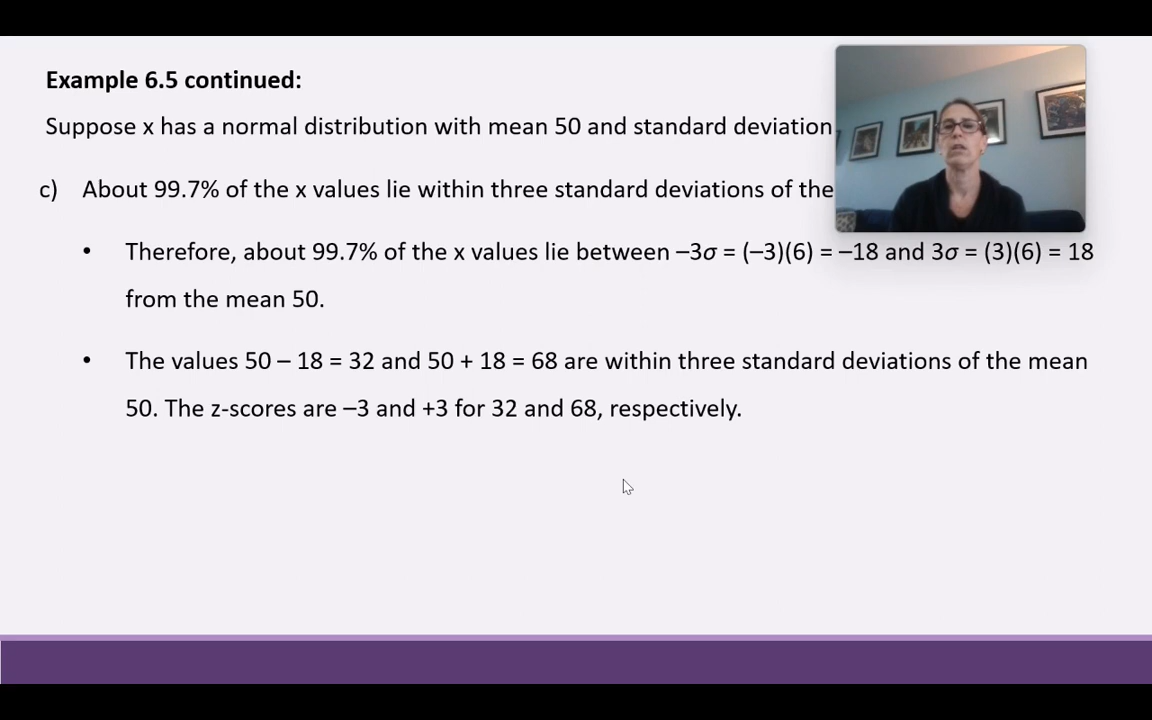 Example 6.5 continued:
Suppose x has a normal distribution with mean 50 and standard deviation
c) About 99.7% of the x values lie within three standard deviations of the
• Therefore, about 99.7% of the x values lie between –3σ = (–3)(6) = –18 and 3σ = (3)(6) = 18
from the mean 50.
• The values 50 – 18 = 32 and 50 + 18 = 68 are within three standard deviations of the mean
50. The z-scores are –3 and +3 for 32 and 68, respectively.